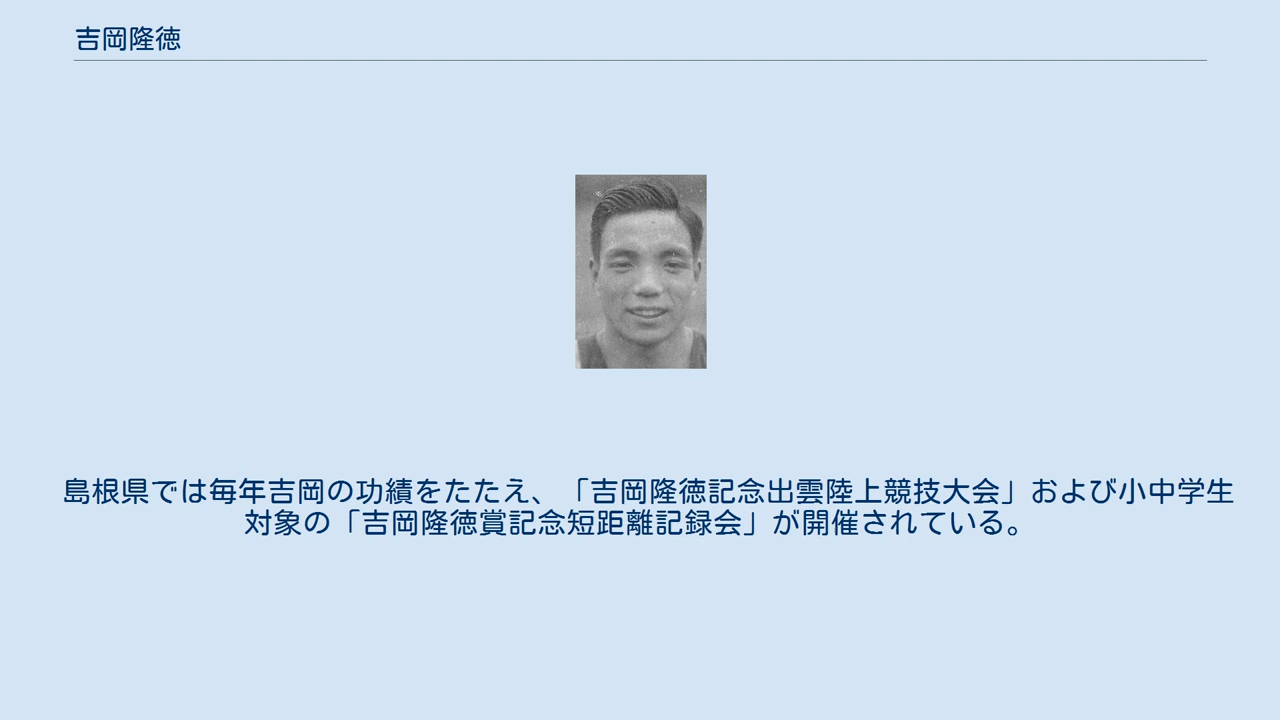 吉岡隆徳
島根県では毎年吉岡の功績をたたえ、「吉岡隆徳記念出雲陸上競技大会」および小中学生
対象の「吉岡隆徳賞記念短距離記録会」が開催されている。